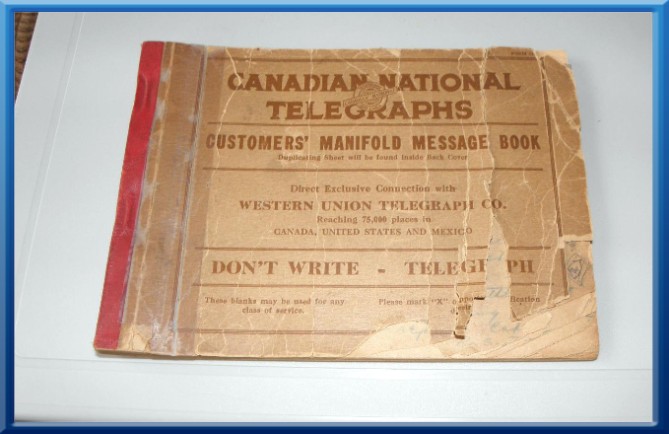 CANADIAN NATIONAL
TELEGRAPHS
CUSTOMERS' MANIFOLD MESSAGE BOOK
Duplicating Sheet will be found inside Back Cover
Direct Exclusive Connection with
WESTERN UNION TELEGRAPH CO.
Reaching 75,000 places in
CANADA, UNITED STATES AND MEXICO
DON'T WRITE - TELEGR PH
These blanks may be used for any
class of service.
Please mark "X"